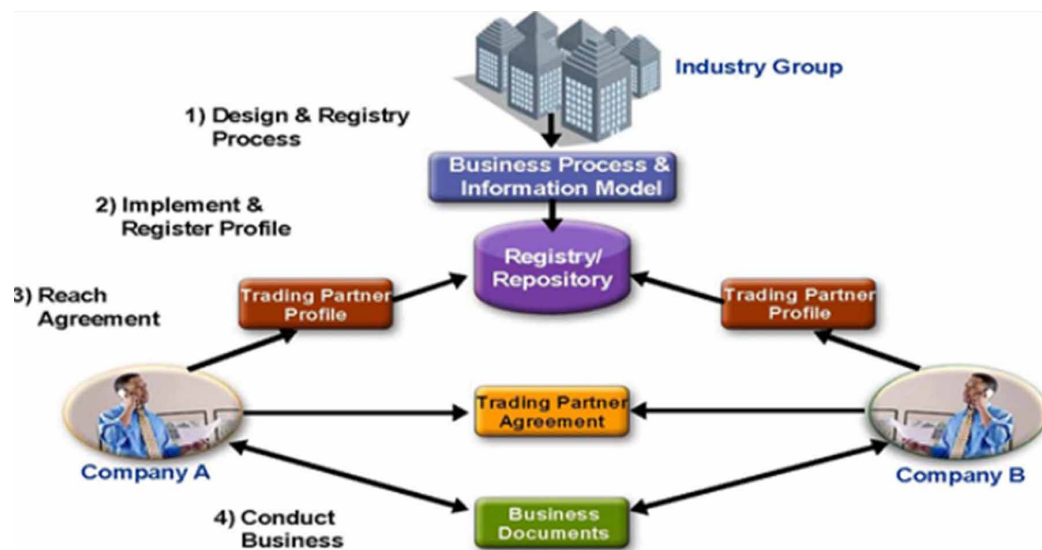 Industry Group
1) Design & Registry
Process
Business Process &
Information Model
2) Implement &
Register Profile
Registry/
Repository
3) Reach
Agreement
Trading Partner
Profile
Trading Partner
Profile
Trading Partner
Agreement
Company A
Company B
4) Conduct
Business
Business
Documents